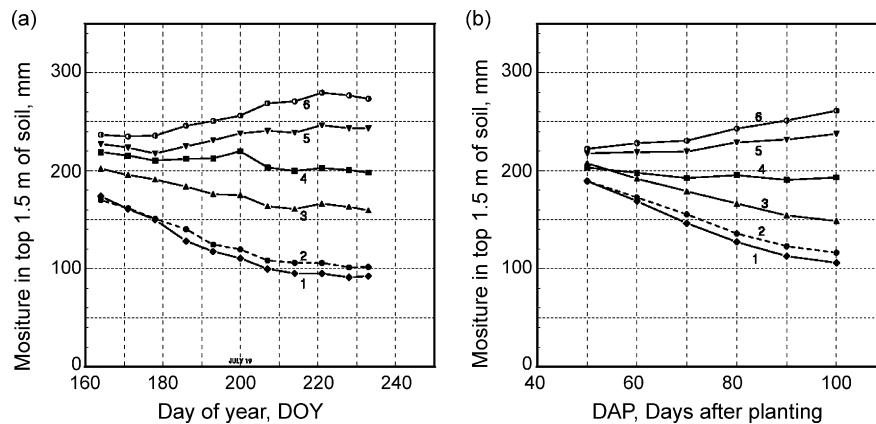 (a)
Mositure in top 1.5 m of soil, mm
300
200
100
0
6
5
4
3
2
1
JULY 19
160 180 200 220 240
Day of year, DOY
(b)
Mositure in top 1.5 m of soil, mm
300
200
100
0
6
5
4
3
2
1
40 60 80 100
DAP, Days after planting